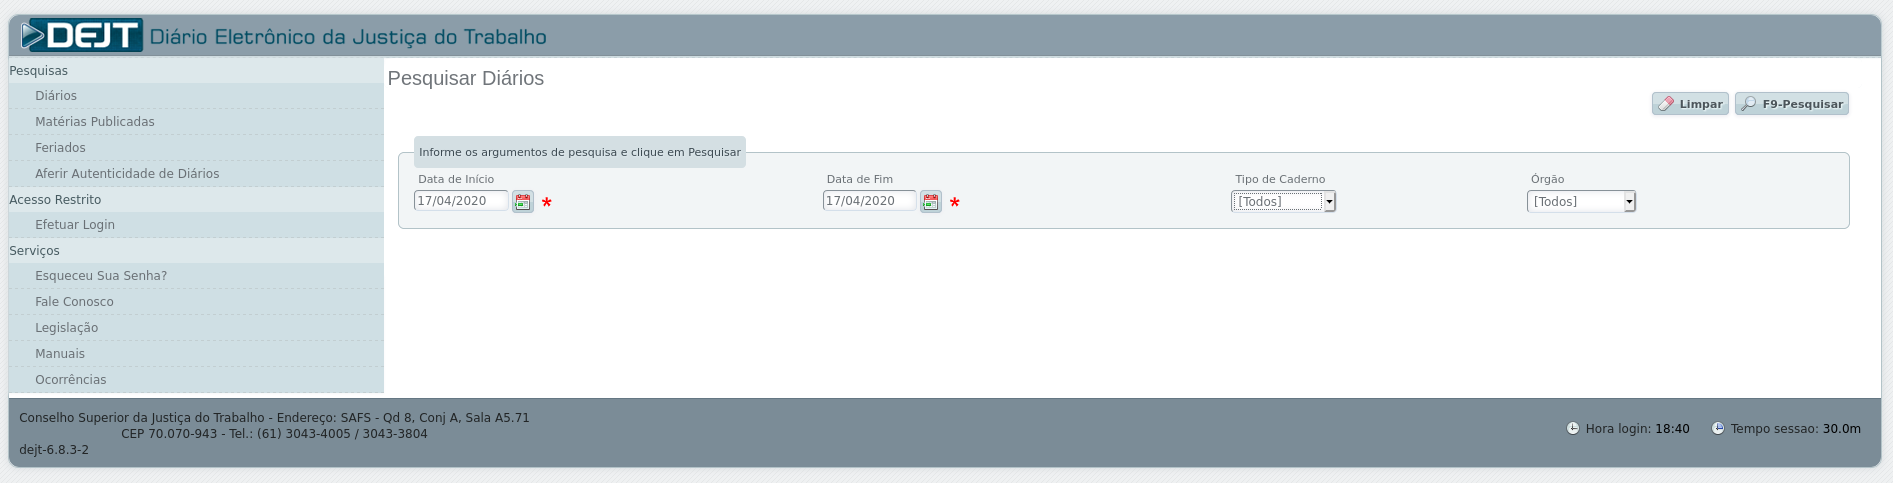 DEJT Diário Eletrônico da Justiça do Trabalho
Pesquisas
Diários
Matérias Publicadas
Feriados
Aferir Autenticidade de Diários
Acesso Restrito
Efetuar Login
Serviços
Esqueceu Sua Senha?
Fale Conosco
Legislação
Manuais
Ocorrências
Pesquisar Diários
Limpar F9-Pesquisar
Informe os argumentos de pesquisa e clique em Pesquisar
Data de Início Data de Fim Tipo de Caderno Órgão
17/04/2020 * 17/04/2020 * [Todos] [Todos]
Conselho Superior da Justiça do Trabalho - Endereço: SAFS - Qd 8, Conj A, Sala A5.71
CEP 70.070-943 - Tel.: (61) 3043-4005 / 3043-3804
dejt-6.8.3-2
Hora login: 18:40 Tempo sessao: 30.0m